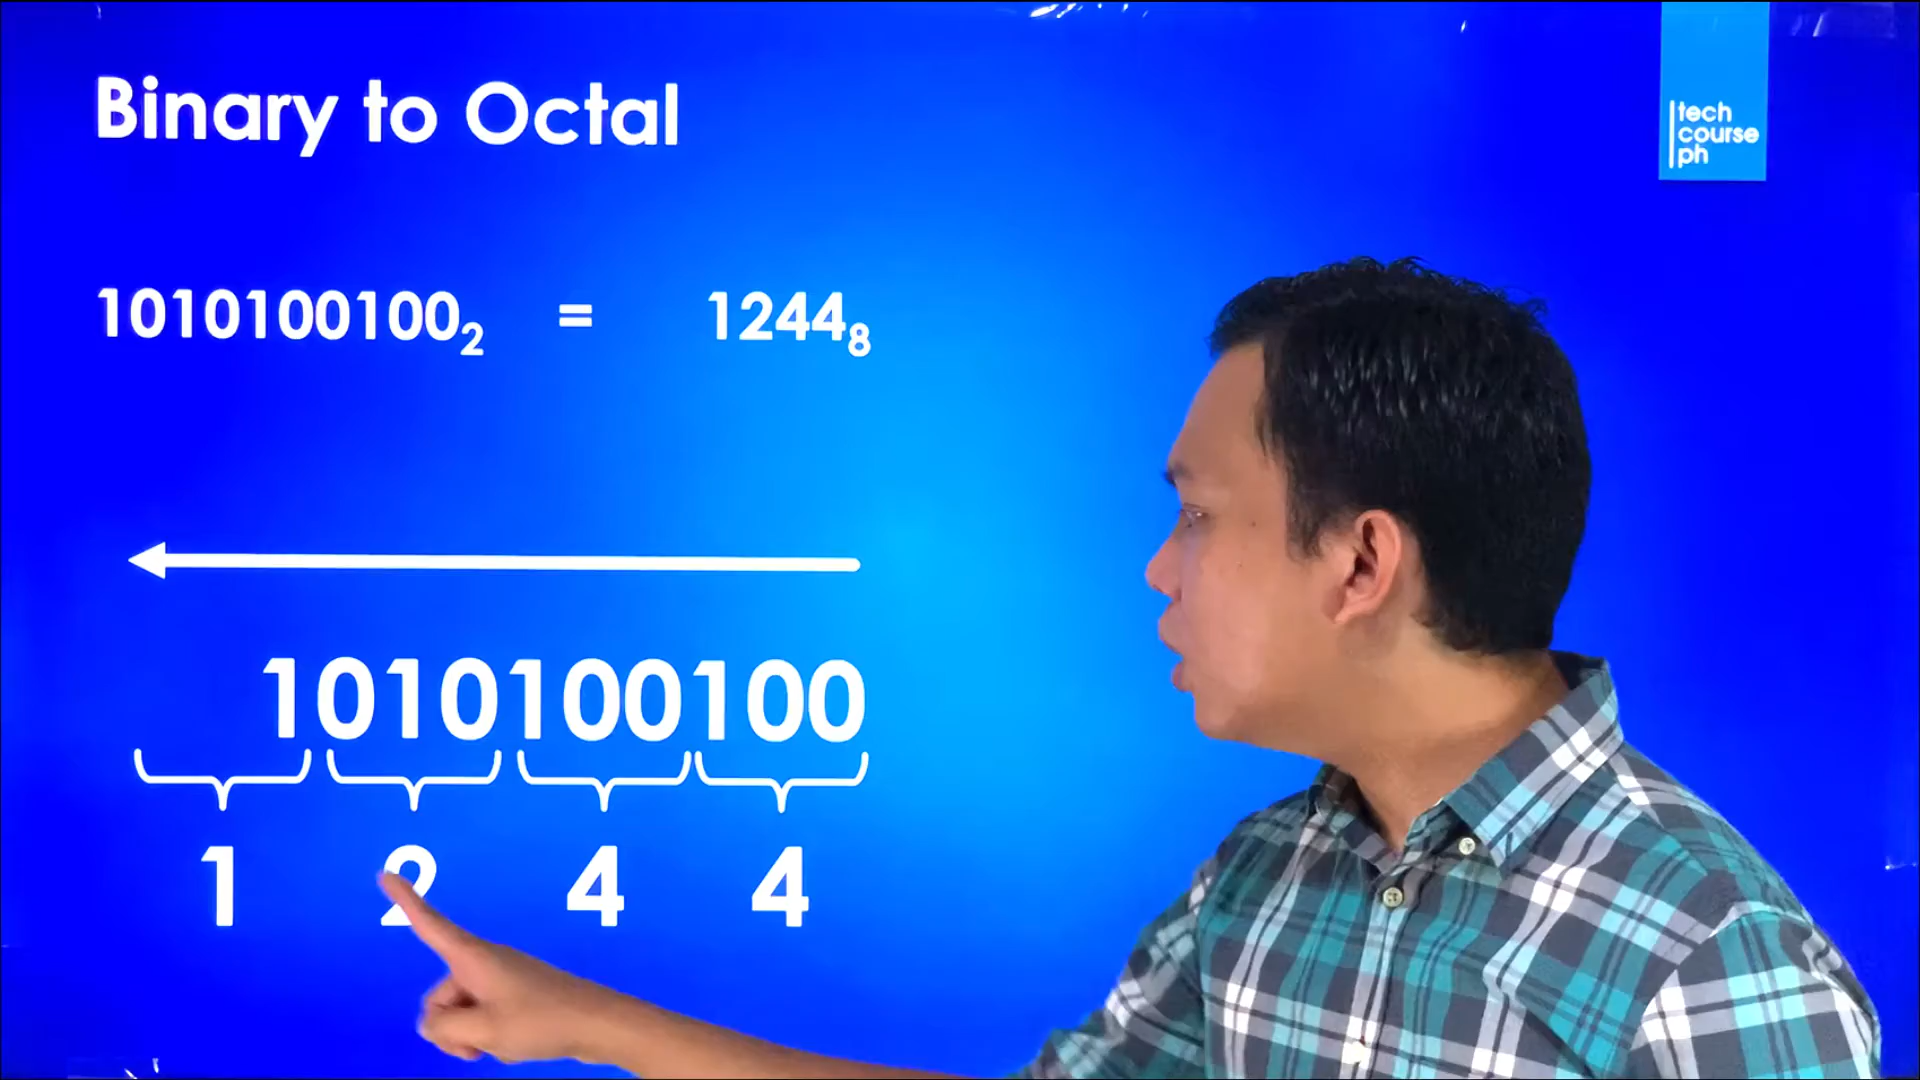 Binary to Octal
tech
course
ph
1010100100₂ = 1244₈
1010100100
1 2 4 4